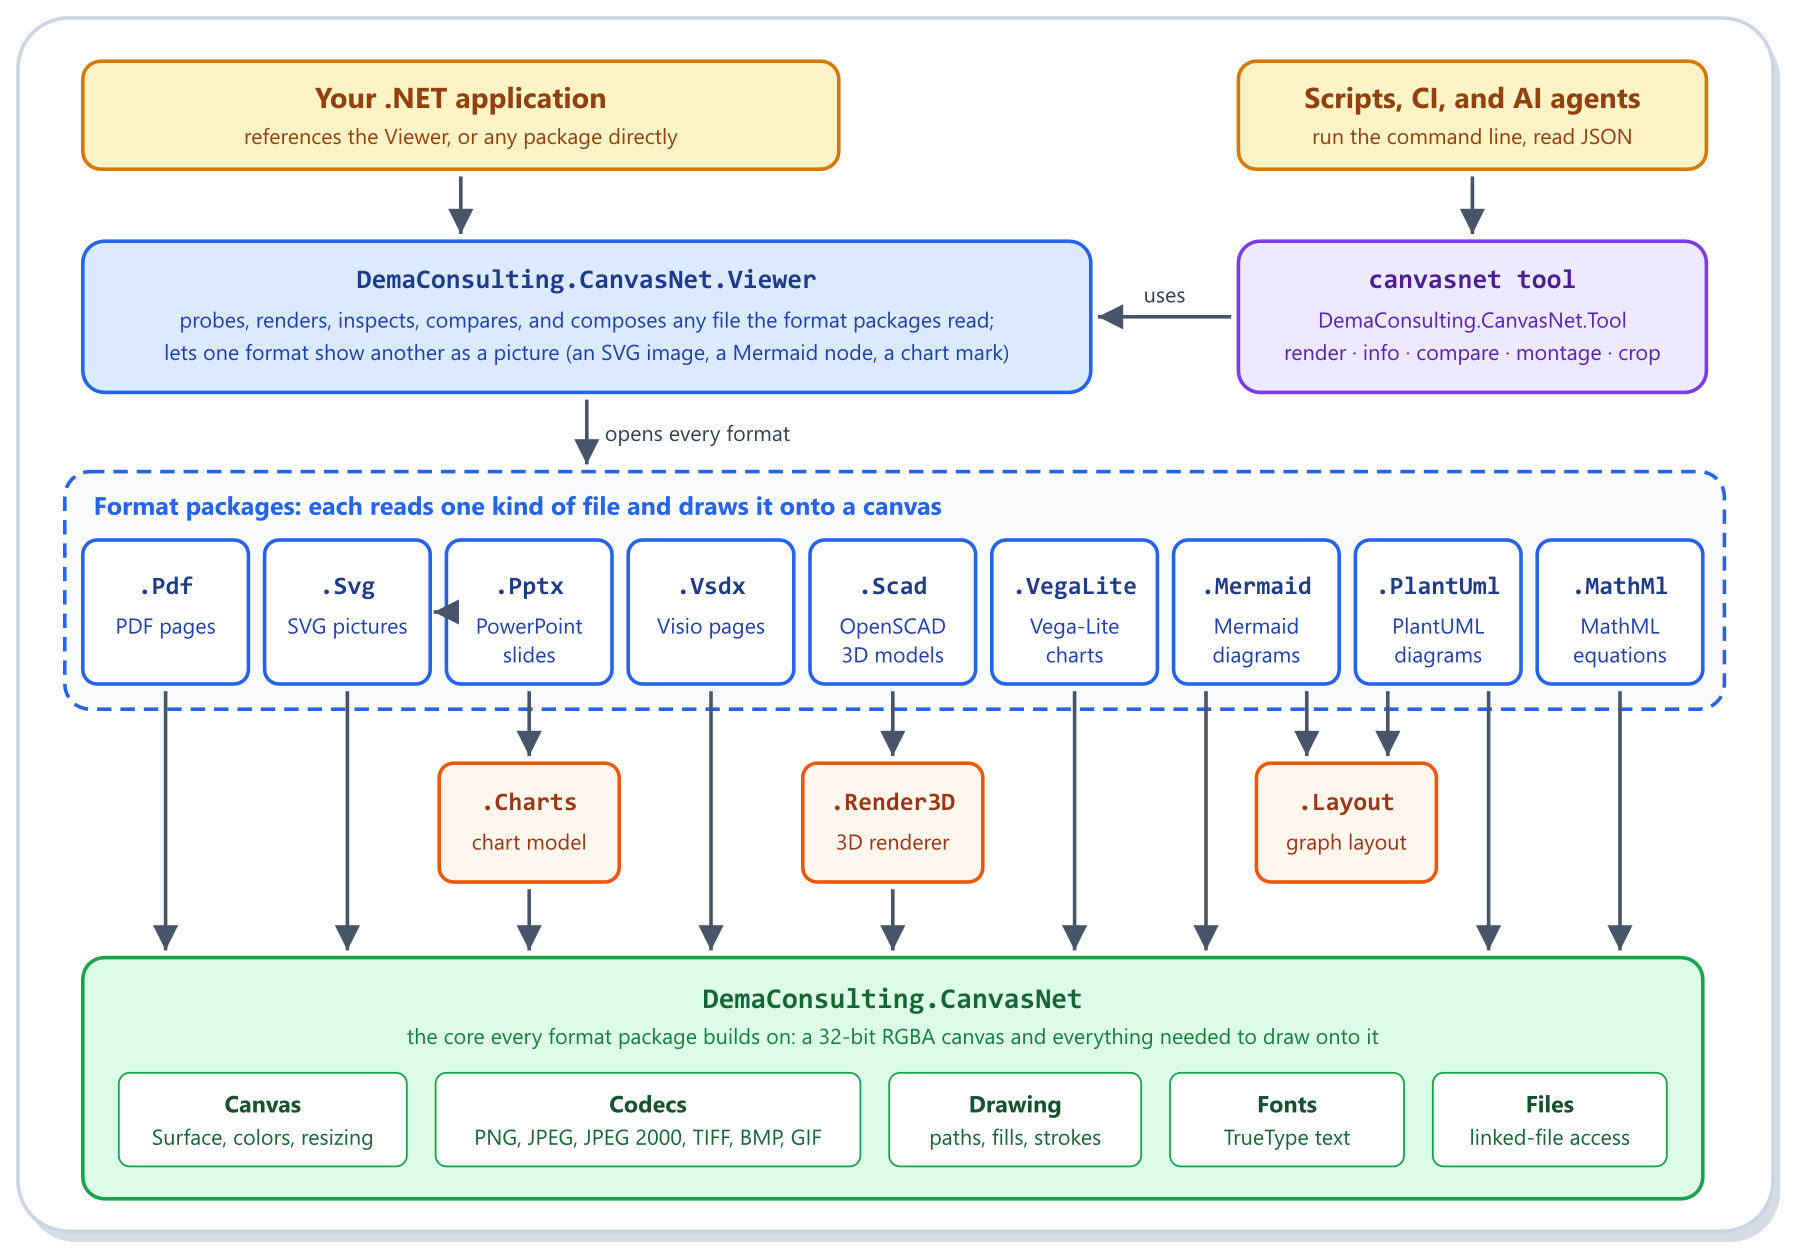 Your .NET application
references the Viewer, or any package directly
Scripts, CI, and AI agents
run the command line, read JSON
DemaConsulting.CanvasNet.Viewer
probes, renders, inspects, compares, and composes any file the format packages read;
lets one format show another as a picture (an SVG image, a Mermaid node, a chart mark)
uses
canvasnet tool
DemaConsulting.CanvasNet.Tool
render · info · compare · montage · crop
opens every format
Format packages: each reads one kind of file and draws it onto a canvas
.Pdf
PDF pages
.Svg
SVG pictures
.Pptx
PowerPoint
slides
.Vsdx
Visio pages
.Scad
OpenSCAD
3D models
.VegaLite
Vega-Lite
charts
.Mermaid
Mermaid
diagrams
.PlantUml
PlantUML
diagrams
.MathMl
MathML
equations
.Charts
chart model
.Render3D
3D renderer
.Layout
graph layout
DemaConsulting.CanvasNet
the core every format package builds on: a 32-bit RGBA canvas and everything needed to draw onto it
Canvas
Surface, colors, resizing
Codecs
PNG, JPEG, JPEG 2000, TIFF, BMP, GIF
Drawing
paths, fills, strokes
Fonts
TrueType text
Files
linked-file access